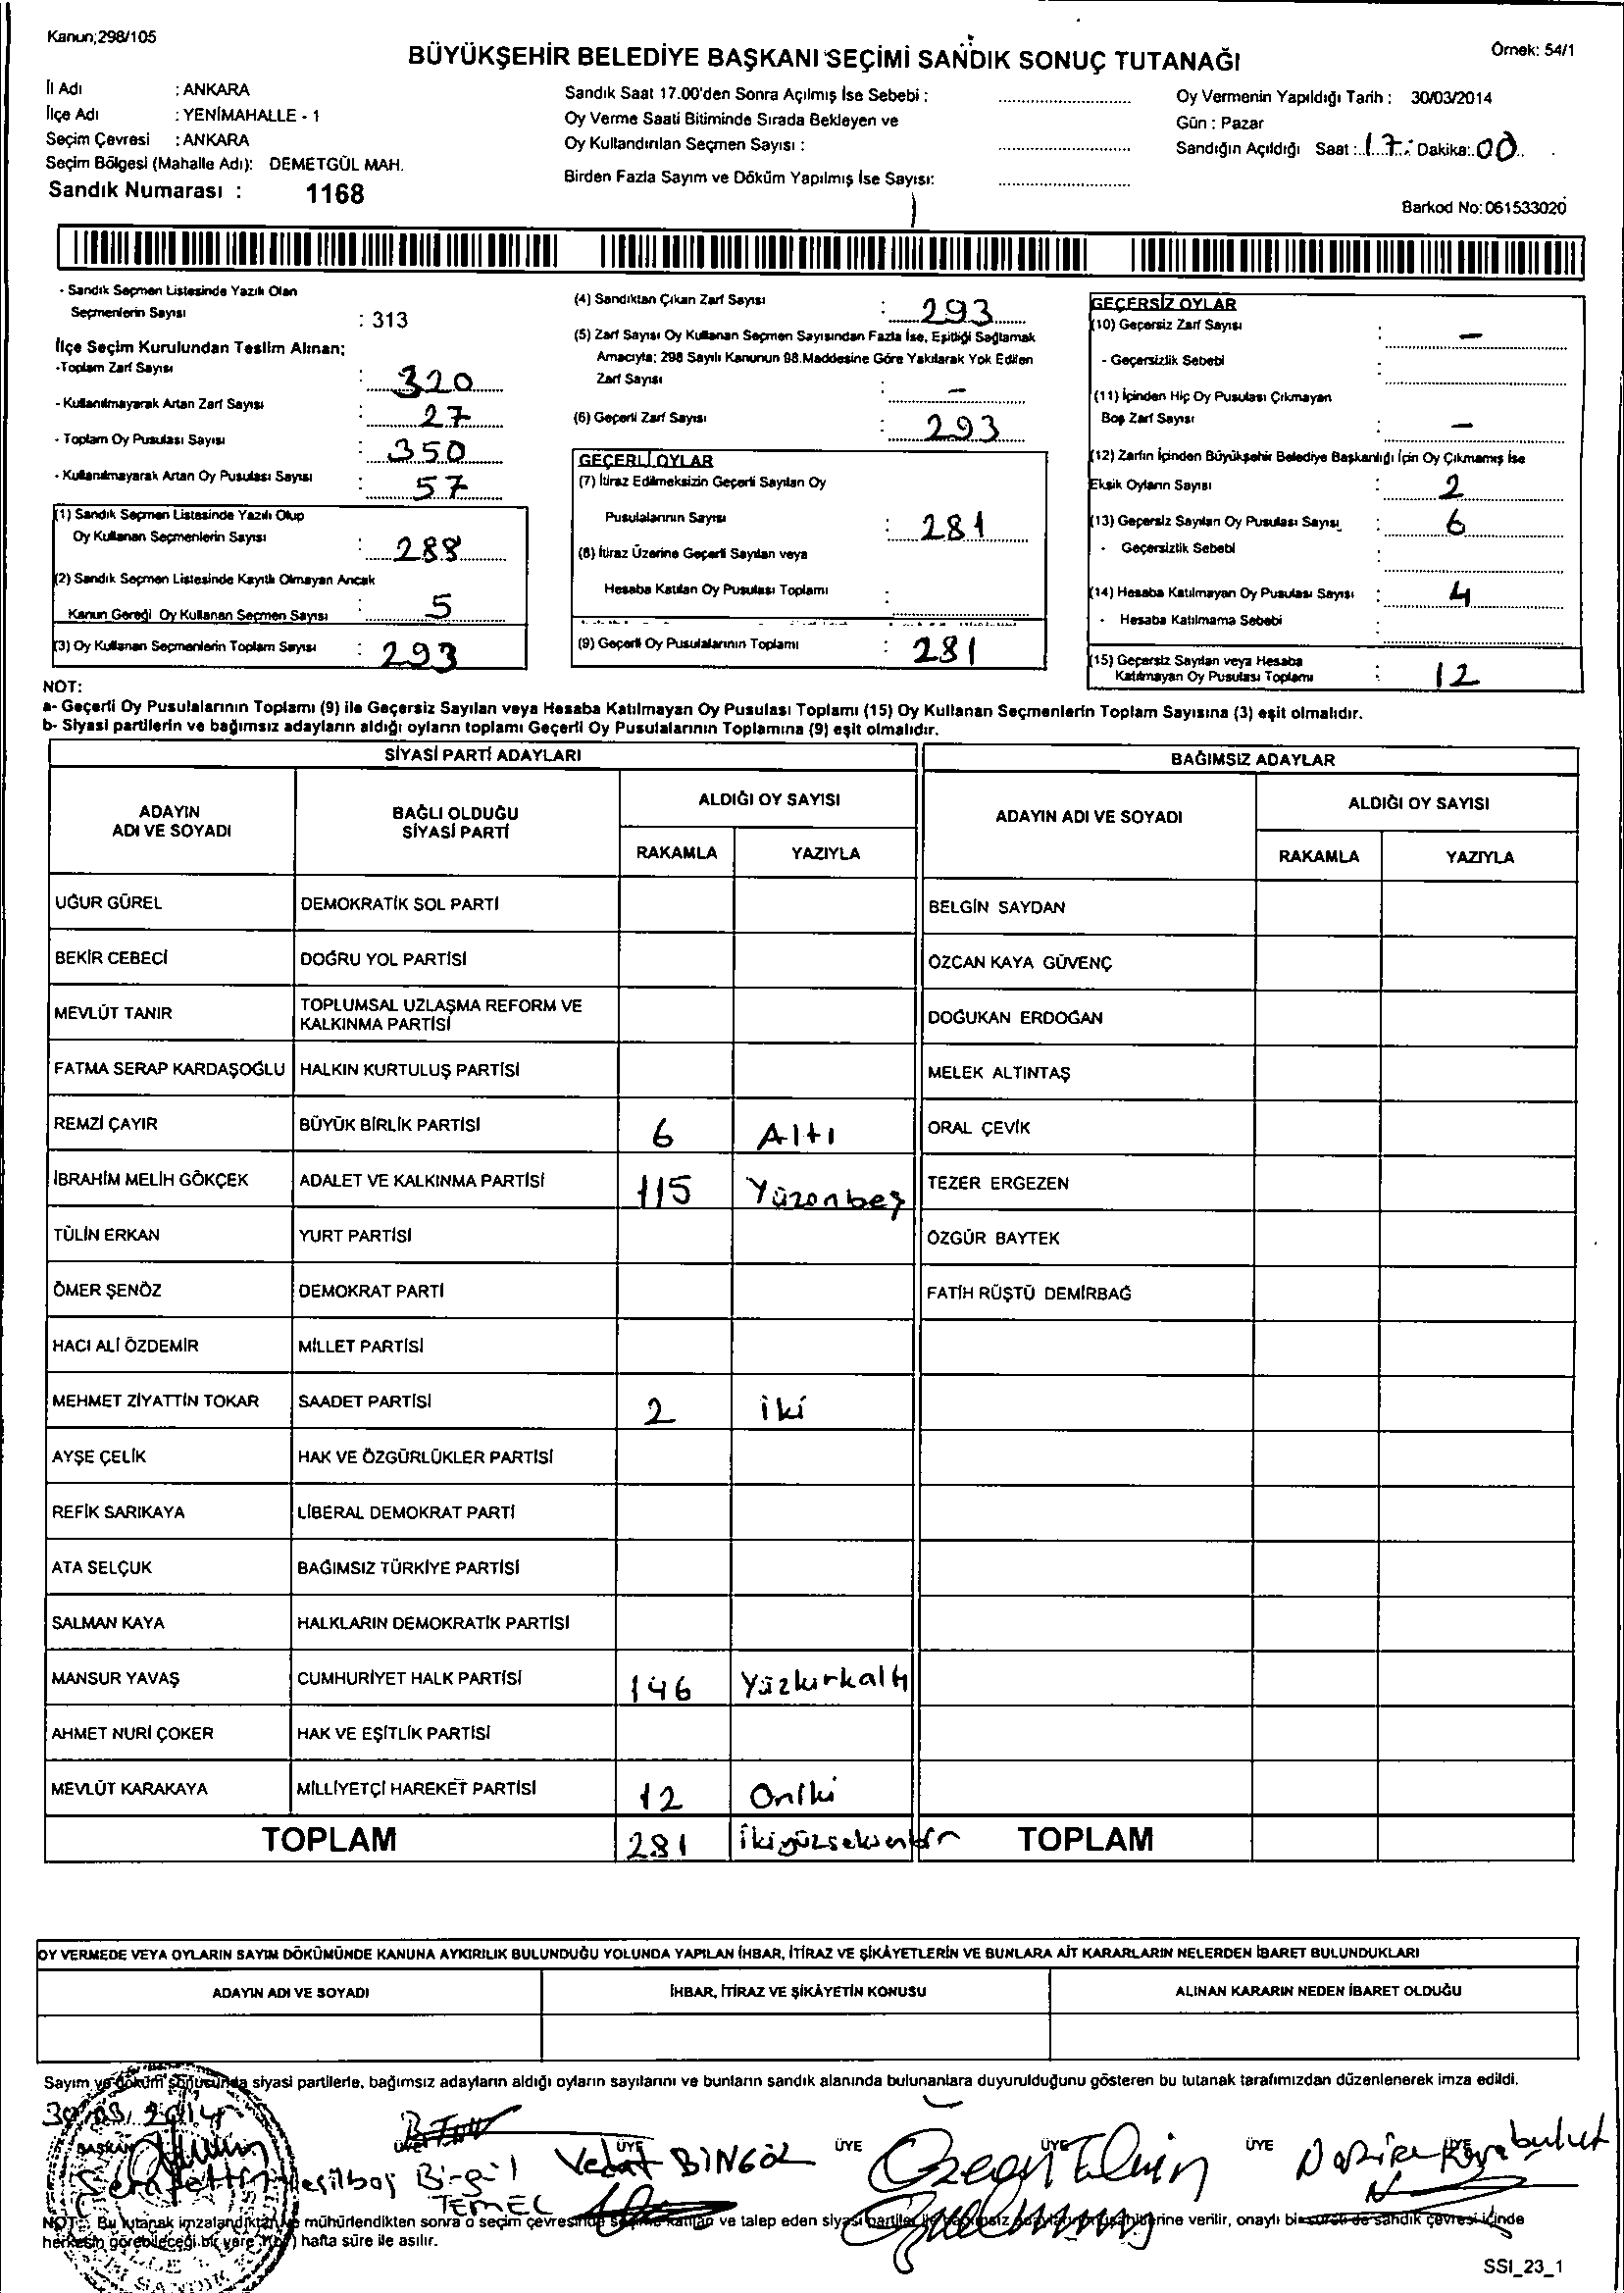 Kanun;298/105
Örnek: 54/1
BÜYÜKŞEHİR BELEDİYE BAŞKANI SEÇİMİ SANDIK SONUÇ TUTANAĞI
İl Adı : ANKARA
İlçe Adı : YENİMAHALLE - 1
Seçim Çevresi : ANKARA
Seçim Bölgesi (Mahalle Adı): DEMETGÜL MAH.
Sandık Numarası : 1168
Sandık Saat 17.00'den Sonra Açılmış İse Sebebi :
Oy Verme Saati Bitiminde Sırada Bekleyen ve
Oy Kullandırılan Seçmen Sayısı :
Birden Fazla Sayım ve Döküm Yapılmış İse Sayısı:
Oy Vermenin Yapıldığı Tarih : 30/03/2014
Gün : Pazar
Sandığın Açıldığı Saat : 17 : Dakika: 00
Barkod No: 061533020
- Sandık Seçmen Listesinde Yazılı Olan
Seçmenlerin Sayısı : 313
İlçe Seçim Kurulundan Teslim Alınan;
-Toplam Zarf Sayısı : 320
- Kullanılmayarak Artan Zarf Sayısı : 27
- Toplam Oy Pusulası Sayısı : 350
- Kullanılmayarak Artan Oy Pusulası Sayısı : 57
(1) Sandık Seçmen Listesinde Yazılı Olup
Oy Kullanan Seçmenlerin Sayısı : 288
(2) Sandık Seçmen Listesinde Kayıtlı Olmayan Ancak
Kanun Gereği Oy Kullanan Seçmen Sayısı : 5
(3) Oy Kullanan Seçmenlerin Toplam Sayısı : 293
(4) Sandıktan Çıkan Zarf Sayısı : 293
(5) Zarf Sayısı Oy Kullanan Seçmen Sayısından Fazla İse, Eşitliği Sağlamak
Amacıyla; 298 Sayılı Kanunun 98.Maddesine Göre Yakılarak Yok Edilen
Zarf Sayısı : -
(6) Geçerli Zarf Sayısı : 293
GEÇERLİ OYLAR
(7) İtiraz Edilmeksizin Geçerli Sayılan Oy
Pusulalarının Sayısı : 281
(8) İtiraz Üzerine Geçerli Sayılan veya
Hesaba Katılan Oy Pusulası Toplamı :
(9) Geçerli Oy Pusulalarının Toplamı : 281
GEÇERSİZ OYLAR
(10) Geçersiz Zarf Sayısı : -
- Geçersizlik Sebebi :
(11) İçinden Hiç Oy Pusulası Çıkmayan
Boş Zarf Sayısı : -
(12) Zarfın İçinden Büyükşehir Belediye Başkanlığı İçin Oy Çıkmamış İse
Eksik Oyların Sayısı : 2
(13) Geçersiz Sayılan Oy Pusulası Sayısı : 6
- Geçersizlik Sebebi :
(14) Hesaba Katılmayan Oy Pusulası Sayısı : 4
- Hesaba Katılmama Sebebi :
(15) Geçersiz Sayılan veya Hesaba
Katılmayan Oy Pusulası Toplamı : 12
NOT:
a- Geçerli Oy Pusulalarının Toplamı (9) ile Geçersiz Sayılan veya Hesaba Katılmayan Oy Pusulası Toplamı (15) Oy Kullanan Seçmenlerin Toplam Sayısına (3) eşit olmalıdır.
b- Siyasi partilerin ve bağımsız adayların aldığı oyların toplamı Geçerli Oy Pusulalarının Toplamına (9) eşit olmalıdır.
SİYASİ PARTİ ADAYLARI
BAĞIMSIZ ADAYLAR
ADAYIN ADI VE SOYADI
BAĞLI OLDUĞU SİYASİ PARTİ
ALDIĞI OY SAYISI
RAKAMLA YAZIYLA
ADAYIN ADI VE SOYADI
ALDIĞI OY SAYISI
RAKAMLA YAZIYLA
UĞUR GÜREL DEMOKRATİK SOL PARTİ BELGİN SAYDAN
BEKİR CEBECİ DOĞRU YOL PARTİSİ ÖZCAN KAYA GÜVENÇ
MEVLÜT TANIR TOPLUMSAL UZLAŞMA REFORM VE KALKINMA PARTİSİ DOĞUKAN ERDOĞAN
FATMA SERAP KARDAŞOĞLU HALKIN KURTULUŞ PARTİSİ MELEK ALTINTAŞ
REMZİ ÇAYIR BÜYÜK BİRLİK PARTİSİ 6 Altı ORAL ÇEVİK
İBRAHİM MELİH GÖKÇEK ADALET VE KALKINMA PARTİSİ 115 Yüzonbeş TEZER ERGEZEN
TÜLİN ERKAN YURT PARTİSİ ÖZGÜR BAYTEK
ÖMER ŞENÖZ DEMOKRAT PARTİ FATİH RÜŞTÜ DEMİRBAĞ
HACI ALİ ÖZDEMİR MİLLET PARTİSİ
MEHMET ZİYATTİN TOKAR SAADET PARTİSİ 2 iki
AYŞE ÇELİK HAK VE ÖZGÜRLÜKLER PARTİSİ
REFİK SARIKAYA LİBERAL DEMOKRAT PARTİ
ATA SELÇUK BAĞIMSIZ TÜRKİYE PARTİSİ
SALMAN KAYA HALKLARIN DEMOKRATİK PARTİSİ
MANSUR YAVAŞ CUMHURİYET HALK PARTİSİ 146 Yüzkırkaltı
AHMET NURİ ÇOKER HAK VE EŞİTLİK PARTİSİ
MEVLÜT KARAKAYA MİLLİYETÇİ HAREKET PARTİSİ 12 Oniki
TOPLAM 281 İkiyüzseksenbir TOPLAM
OY VERMEDE VEYA OYLARIN SAYIM DÖKÜMÜNDE KANUNA AYKIRILIK BULUNDUĞU YOLUNDA YAPILAN İHBAR, İTİRAZ VE ŞİKÂYETLERİN VE BUNLARA AİT KARARLARIN NELERDEN İBARET BULUNDUKLARI
ADAYIN ADI VE SOYADI İHBAR, İTİRAZ VE ŞİKÂYETİN KONUSU ALINAN KARARIN NEDEN İBARET OLDUĞU
Sayım ve döküm sonucunda siyasi partilerle, bağımsız adayların aldığı oyların sayılarını ve bunların sandık alanında bulunanlara duyurulduğunu gösteren bu tutanak tarafımızdan düzenlenerek imza edildi.
30/03/2014
BAŞKAN ÜYE ÜYE ÜYE ÜYE ÜYE
Yeşilbaş Birgül TEMEL Vedat BİNGÖL Karabulut
NOT: Bu tutanak imzalandıktan ve mühürlendikten sonra o seçim çevresinde seçime katılan ve talep eden siyasi partiler verilir, onaylı bir sureti de sandık çevresi içinde
herkesin görebileceği bir yere hafta süre ile asılır.
SSI_23_1